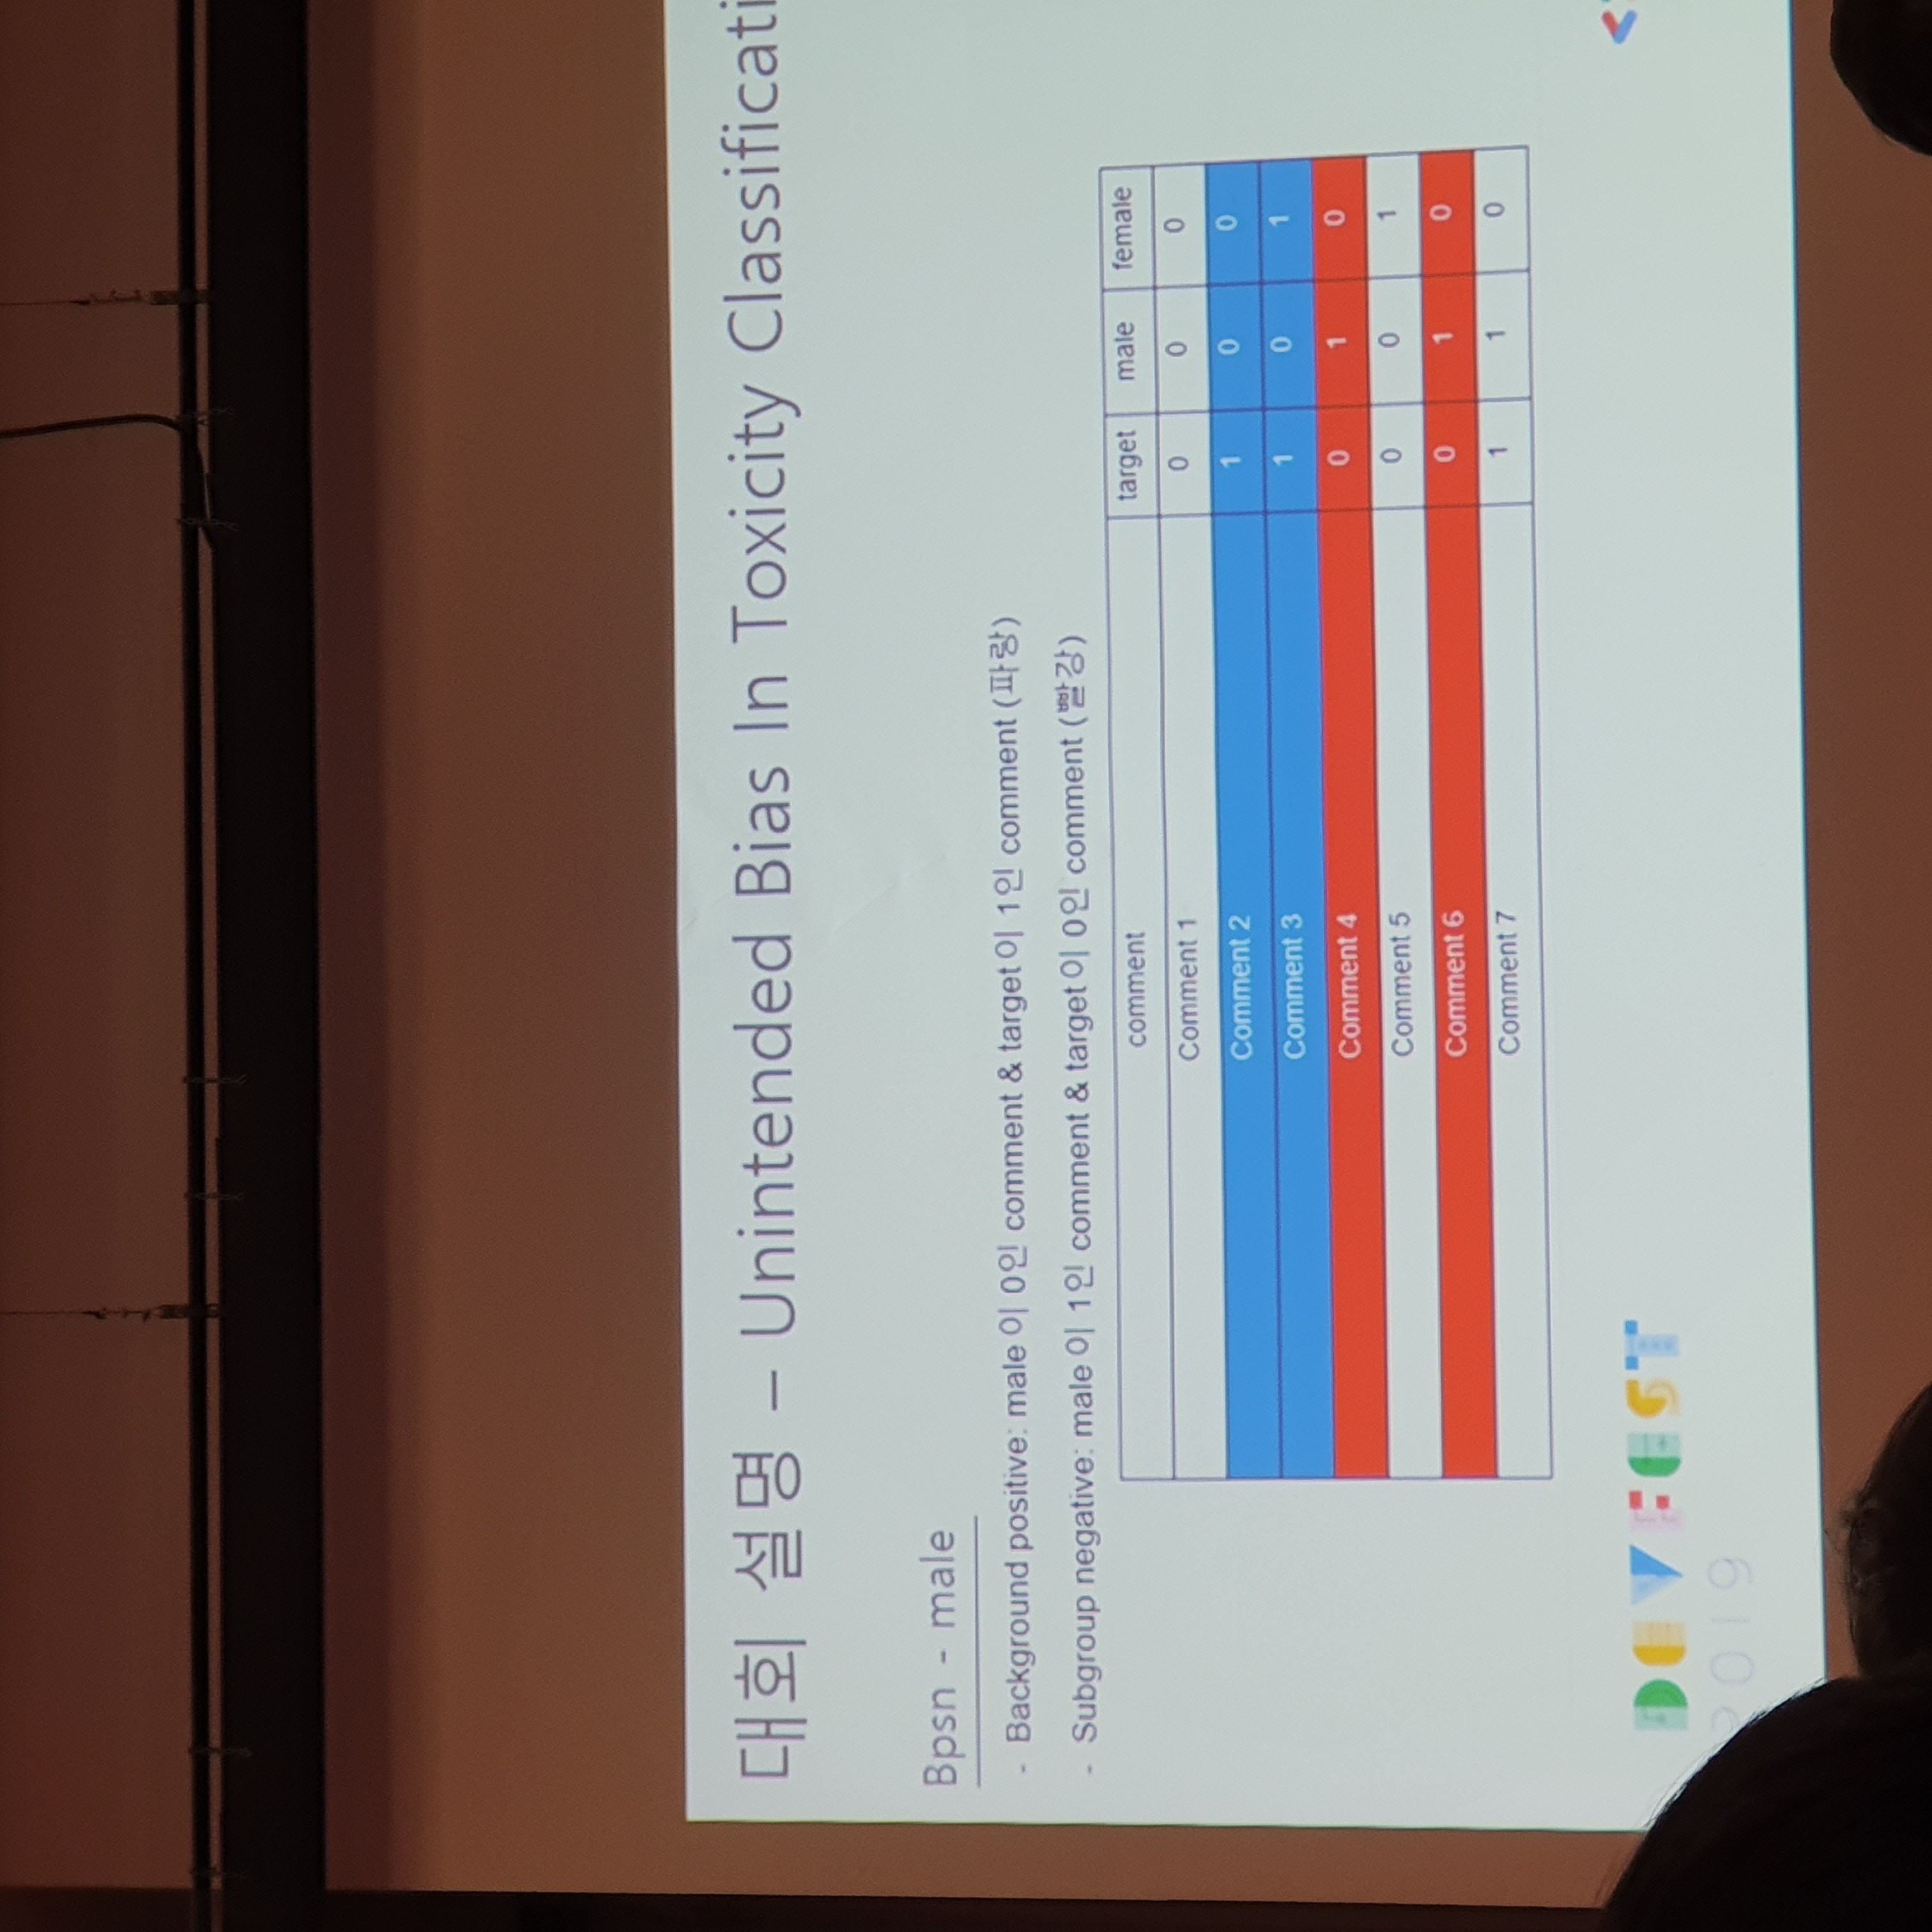 대회 설명 – Unintended Bias In Toxicity Classificati
Bpsn - male
- Background positive: male 이 0인 comment & target 이 1인 comment (파랑)
- Subgroup negative: male 이 1인 comment & target 이 0인 comment (빨강)
comment target male female
Comment 1 0 0 0
Comment 2 1 0 0
Comment 3 1 0 1
Comment 4 0 1 0
Comment 5 0 0 1
Comment 6 0 1 0
Comment 7 1 1 0
DEVFEST
2019